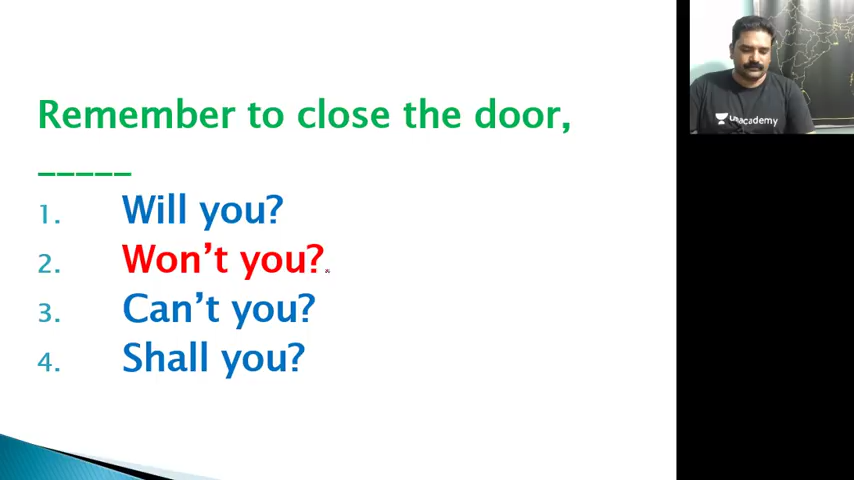 Remember to close the door,
_____
1. Will you?
2. Won't you?
3. Can't you?
4. Shall you?
unacademy